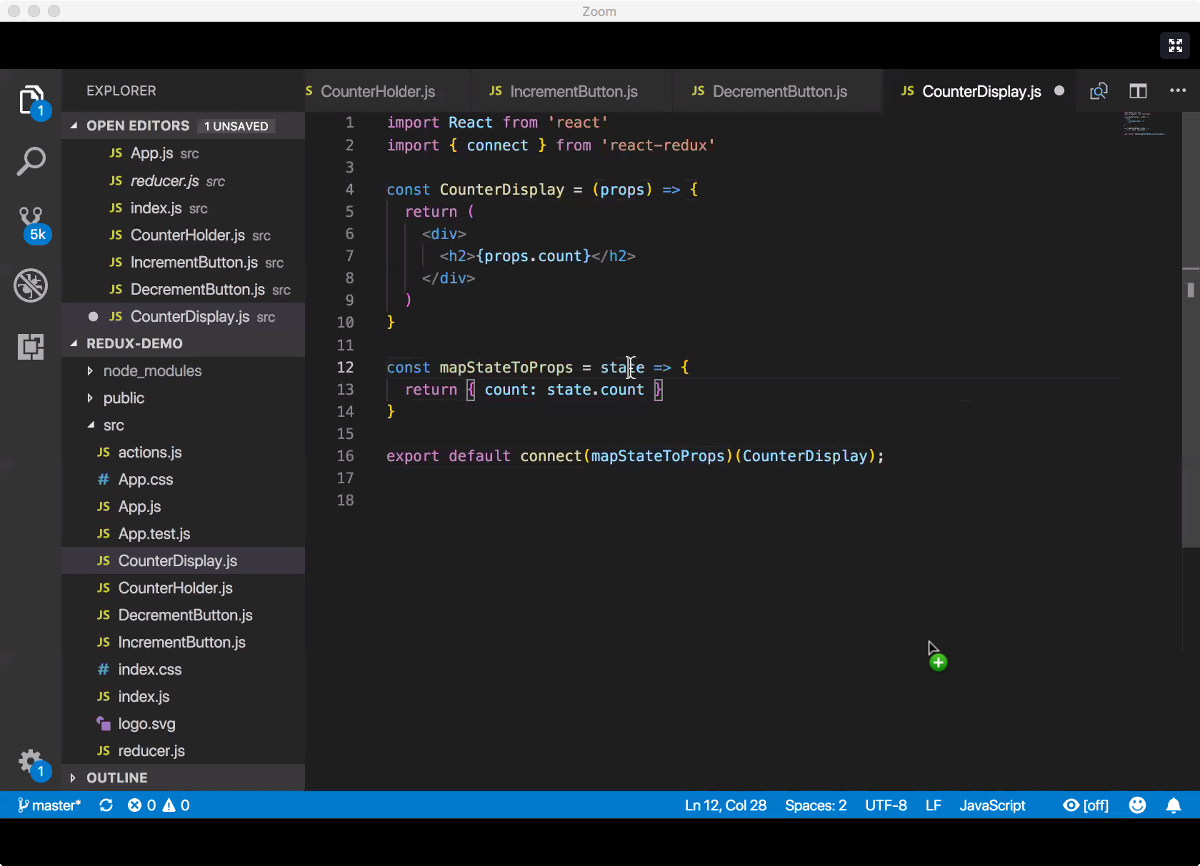 Zoom
EXPLORER
OPEN EDITORS 1 UNSAVED
JS App.js src
JS reducer.js src
JS index.js src
JS CounterHolder.js src
JS IncrementButton.js src
JS DecrementButton.js src
JS CounterDisplay.js src
REDUX-DEMO
node_modules
public
src
JS actions.js
# App.css
JS App.js
JS App.test.js
JS CounterDisplay.js
JS CounterHolder.js
JS DecrementButton.js
JS IncrementButton.js
# index.css
JS index.js
logo.svg
JS reducer.js
OUTLINE
1
5k
1
S CounterHolder.js
JS IncrementButton.js
JS DecrementButton.js
JS CounterDisplay.js
1 import React from 'react'
2 import { connect } from 'react-redux'
3
4 const CounterDisplay = (props) => {
5 return (
6 <div>
7 <h2>{props.count}</h2>
8 </div>
9 )
10 }
11
12 const mapStateToProps = state => {
13 return { count: state.count }
14 }
15
16 export default connect(mapStateToProps)(CounterDisplay);
17
18
master* 0 0 Ln 12, Col 28 Spaces: 2 UTF-8 LF JavaScript [off]